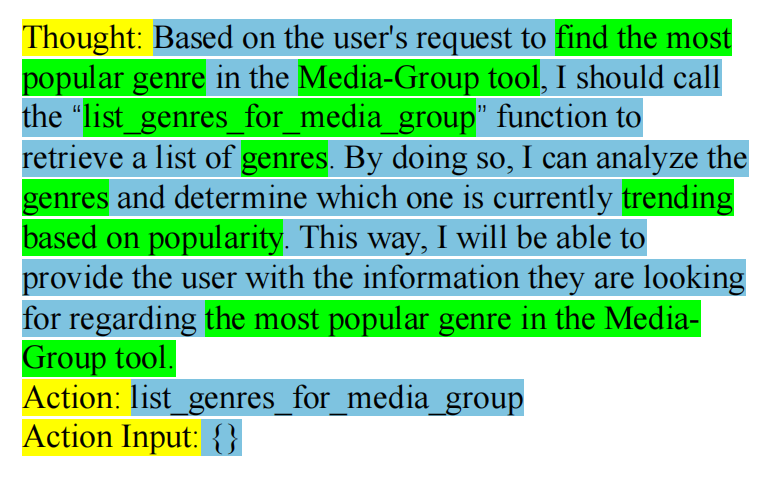 Thought: Based on the user's request to find the most
popular genre in the Media-Group tool, I should call
the “list_genres_for_media_group” function to
retrieve a list of genres. By doing so, I can analyze the
genres and determine which one is currently trending
based on popularity. This way, I will be able to
provide the user with the information they are looking
for regarding the most popular genre in the Media-
Group tool.
Action: list_genres_for_media_group
Action Input: {}